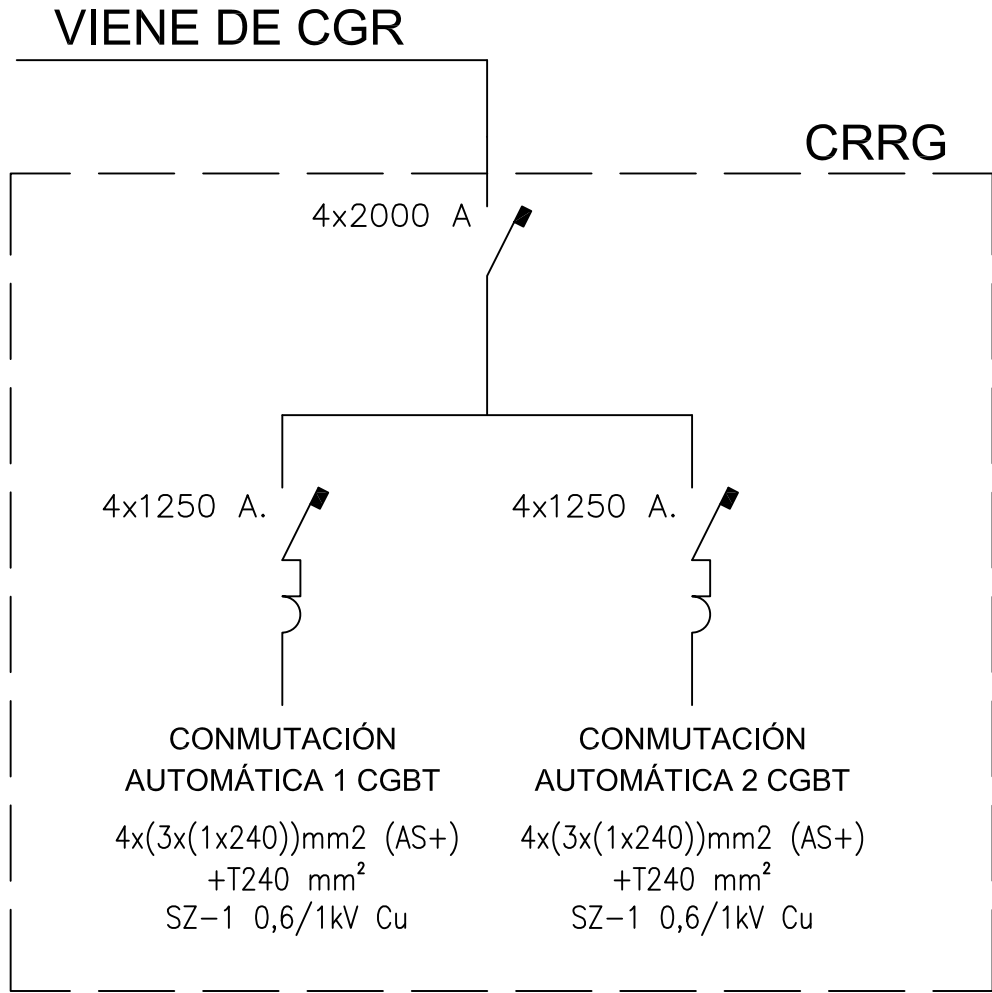 VIENE DE CGR
CRRG
4x2000 A
4x1250 A.
4x1250 A.
CONMUTACIÓN
AUTOMÁTICA 1 CGBT
4x(3x(1x240))mm2 (AS+)
+T240 mm²
SZ-1 0,6/1kV Cu
CONMUTACIÓN
AUTOMÁTICA 2 CGBT
4x(3x(1x240))mm2 (AS+)
+T240 mm²
SZ-1 0,6/1kV Cu